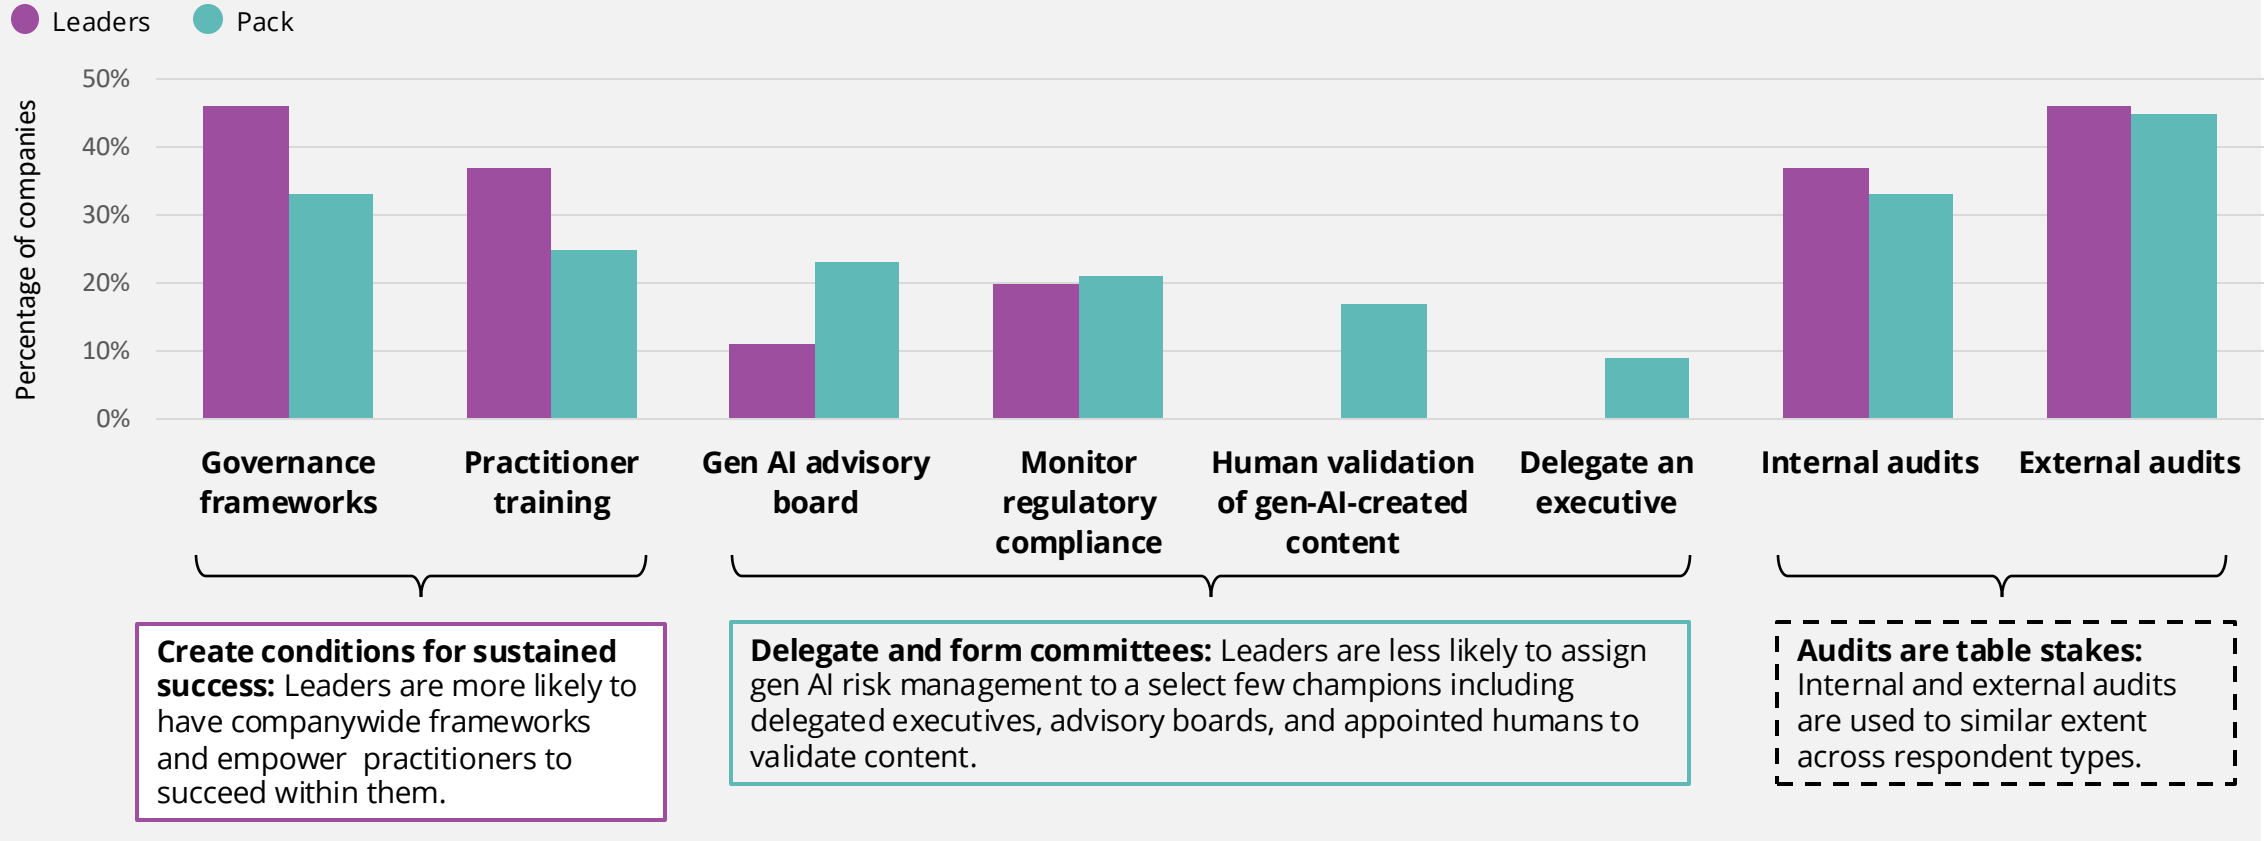 Leaders Pack
Percentage of companies
50%
40%
30%
20%
10%
0%
Governance
frameworks
Practitioner
training
Gen AI advisory
board
Monitor
regulatory
compliance
Human validation
of gen-AI-created
content
Delegate an
executive
Internal audits
External audits
Create conditions for sustained
success: Leaders are more likely to
have companywide frameworks
and empower practitioners to
succeed within them.
Delegate and form committees: Leaders are less likely to assign
gen AI risk management to a select few champions including
delegated executives, advisory boards, and appointed humans to
validate content.
Audits are table stakes:
Internal and external audits
are used to similar extent
across respondent types.